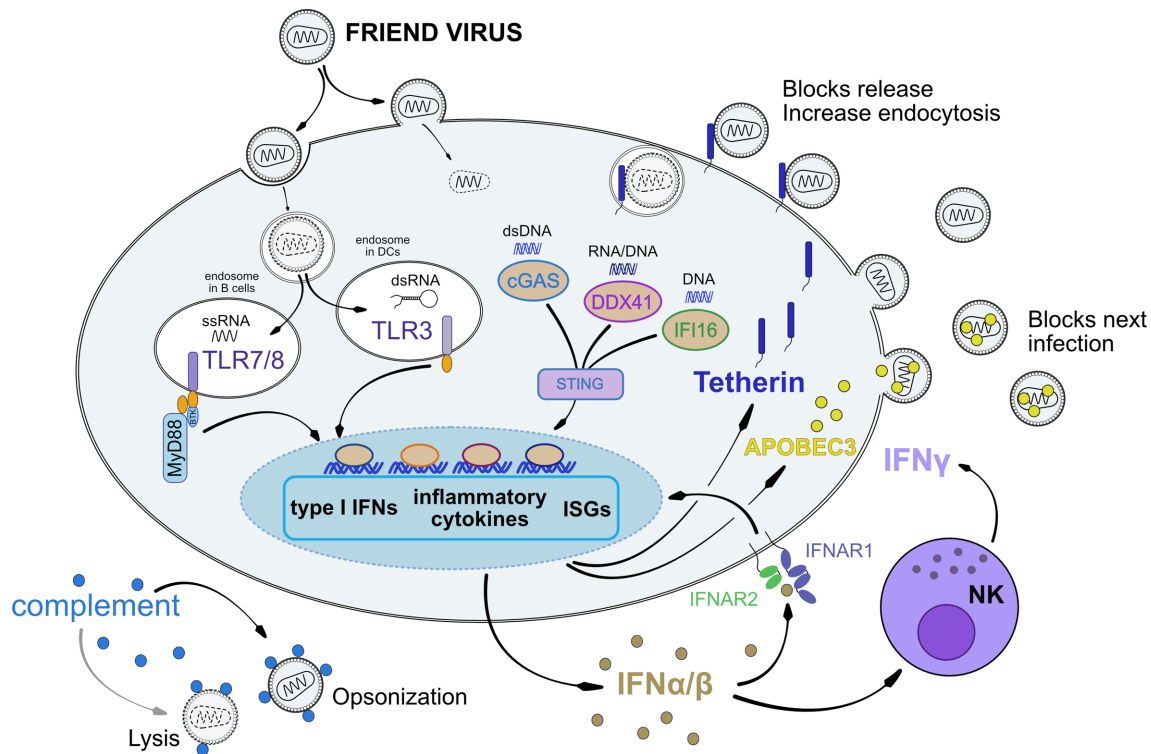 FRIEND VIRUS
Blocks release
Increase endocytosis
endosome
in DCs
dsRNA
TLR3
endosome
in B cells
ssRNA
TLR7/8
MyD88
BTK
dsDNA
cGAS
RNA/DNA
DDX41
DNA
IFI16
STING
Tetherin
APOBEC3
Blocks next
infection
IFNγ
type I IFNs
inflammatory
cytokines
ISGs
IFNAR1
IFNAR2
NK
complement
Opsonization
Lysis
IFNα/β